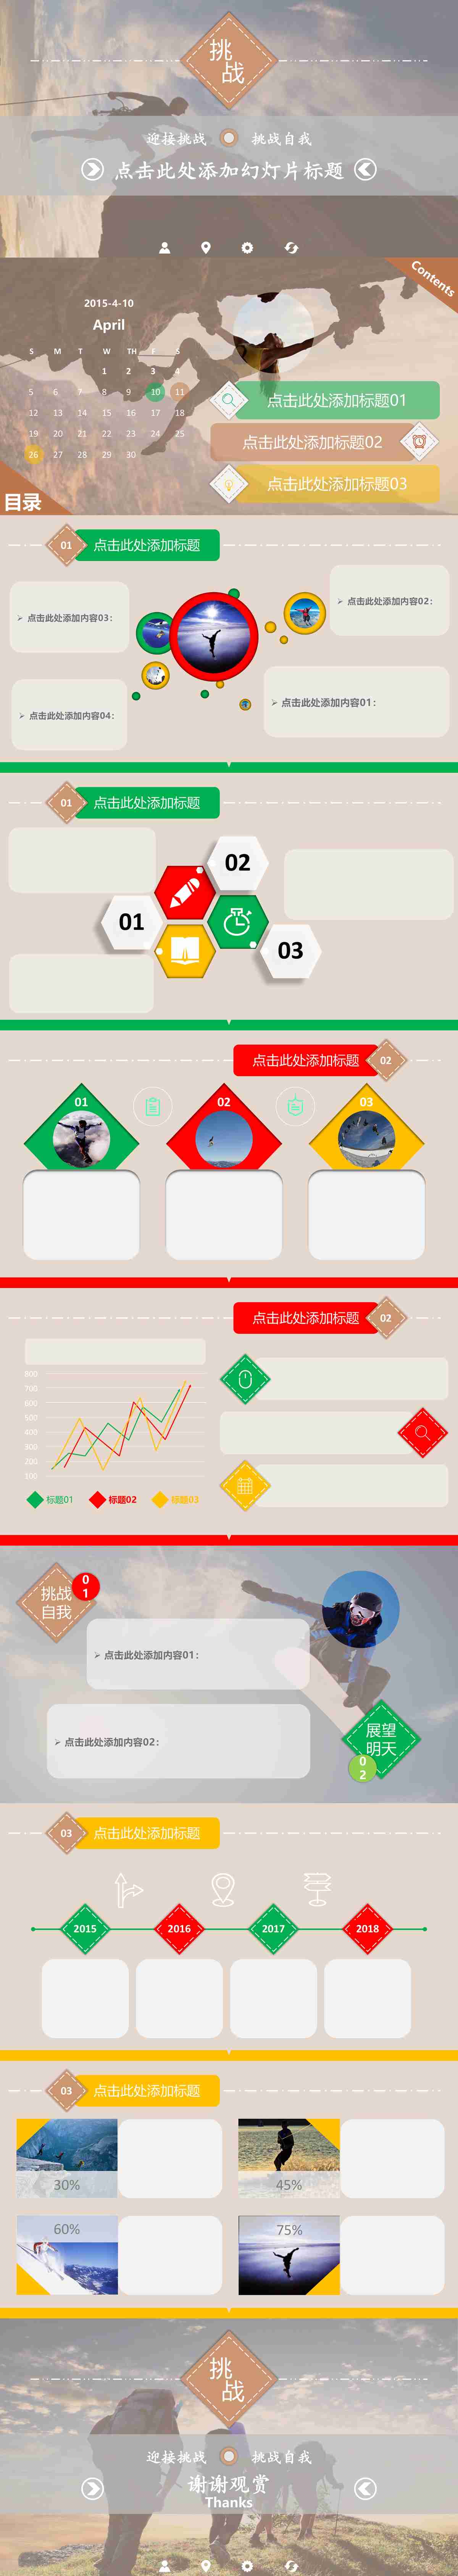 挑
战
迎接挑战 挑战自我
点击此处添加幻灯片标题
Contents
2015-4-10
April
S M T W TH F S
1 2 3 4
5 6 7 8 9 10 11
12 13 14 15 16 17 18
19 20 21 22 23 24 25
26 27 28 29 30
点击此处添加标题01
点击此处添加标题02
点击此处添加标题03
目录
01 点击此处添加标题
点击此处添加内容03：
点击此处添加内容02：
点击此处添加内容04：
点击此处添加内容01：
01 点击此处添加标题
02
01
03
点击此处添加标题 02
01 02 03
点击此处添加标题 02
800
700
600
500
400
300
200
100
标题01 标题02 标题03
挑战
自我
01
点击此处添加内容01：
点击此处添加内容02：
展望
明天
02
03 点击此处添加标题
2015 2016 2017 2018
03 点击此处添加标题
30% 45%
60% 75%
挑
战
迎接挑战 挑战自我
谢谢观赏
Thanks